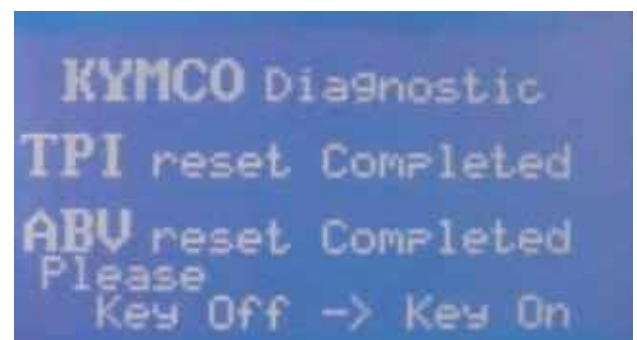 KYMCO Diagnostic
TPI reset Completed
ABV reset Completed
Please
Key Off -> Key On